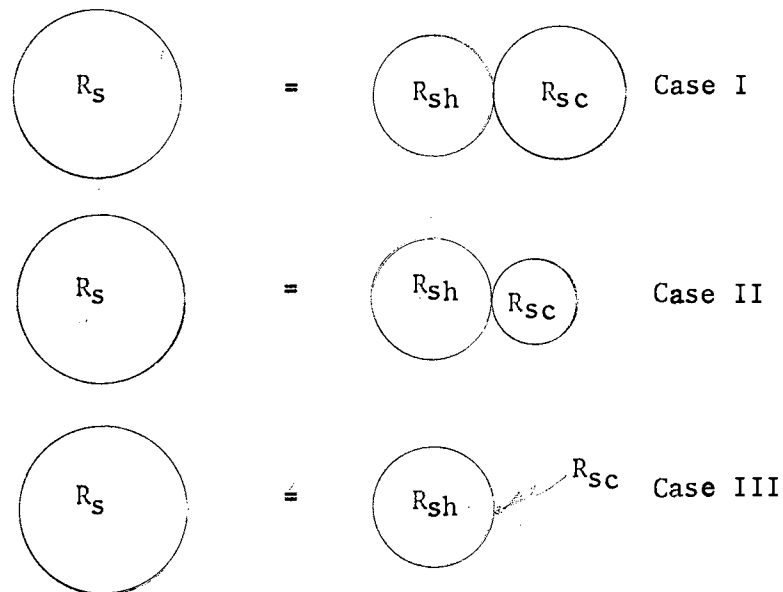 Rs = Rsh Rsc Case I
Rs = Rsh Rsc Case II
Rs = Rsh Rsc Case III